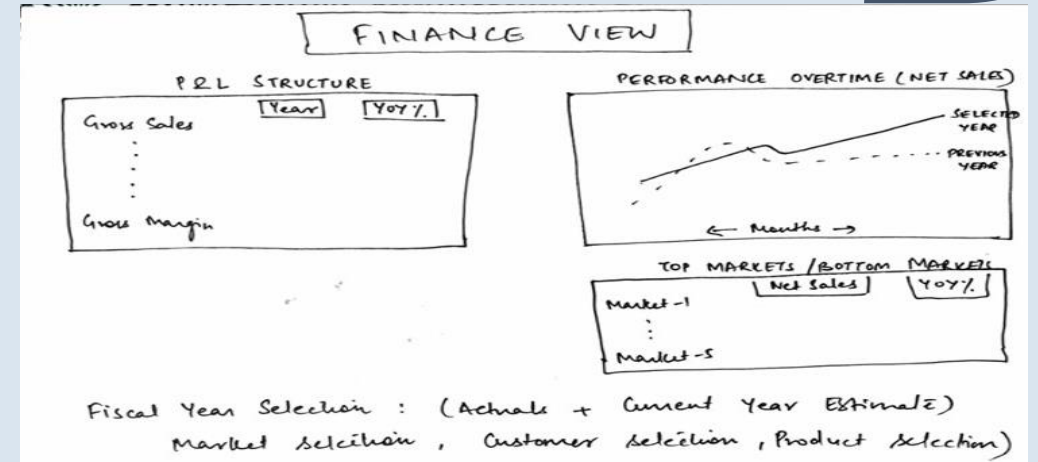 FINANCE VIEW
P & L STRUCTURE
Year YOY %
Gross Sales
Gross Margin
PERFORMANCE OVERTIME (NET SALES)
SELECTED
YEAR
PREVIOUS
YEAR
← Months →
TOP MARKETS / BOTTOM MARKETS
Net Sales YOY %
Market-1
Market-5
Fiscal Year Selection : (Actuals + Current Year Estimate)
Market selection , Customer selection , Product selection)